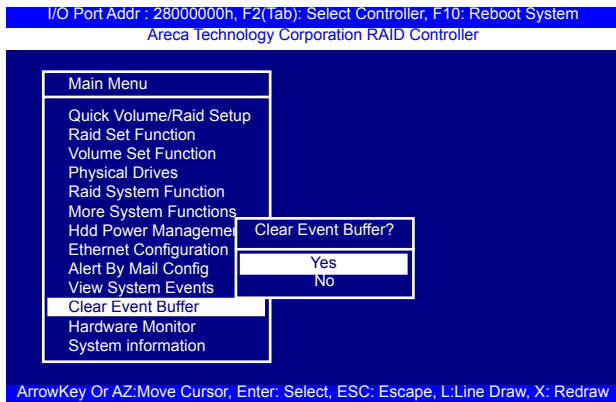 I/O Port Addr : 28000000h, F2(Tab): Select Controller, F10: Reboot System
Areca Technology Corporation RAID Controller
Main Menu
Quick Volume/Raid Setup
Raid Set Function
Volume Set Function
Physical Drives
Raid System Function
More System Functions
Hdd Power Managemen
Ethernet Configuration
Alert By Mail Config
View System Events
Clear Event Buffer
Hardware Monitor
System information
Clear Event Buffer?
Yes
No
ArrowKey Or AZ:Move Cursor, Enter: Select, ESC: Escape, L:Line Draw, X: Redraw